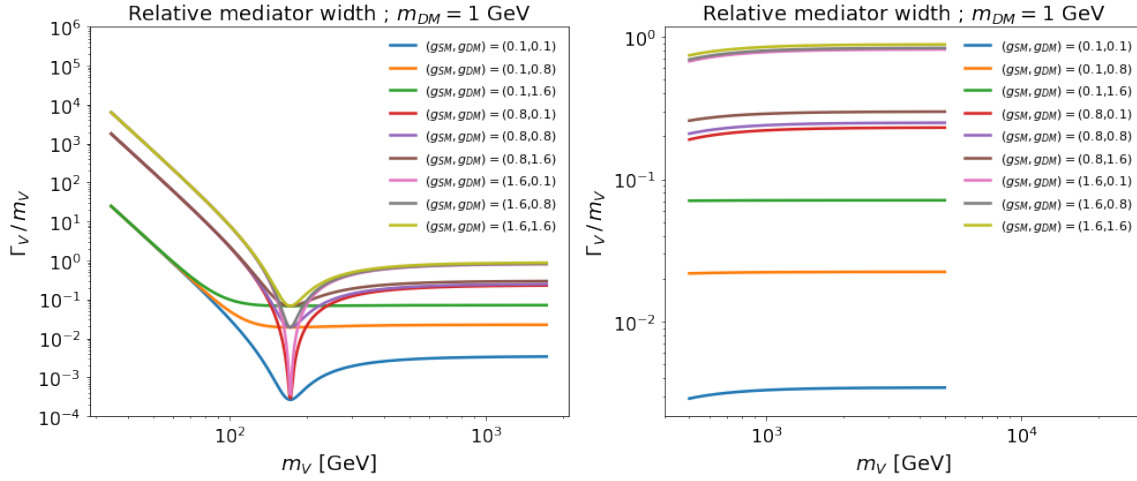 Relative mediator width ; m_DM = 1 GeV
10^6
10^5
10^4
10^3
10^2
10^1
10^0
10^-1
10^-2
10^-3
10^-4
Γ_V / m_V
(g_SM, g_DM) = (0.1,0.1)
(g_SM, g_DM) = (0.1,0.8)
(g_SM, g_DM) = (0.1,1.6)
(g_SM, g_DM) = (0.8,0.1)
(g_SM, g_DM) = (0.8,0.8)
(g_SM, g_DM) = (0.8,1.6)
(g_SM, g_DM) = (1.6,0.1)
(g_SM, g_DM) = (1.6,0.8)
(g_SM, g_DM) = (1.6,1.6)
10^2
10^3
m_V [GeV]
Relative mediator width ; m_DM = 1 GeV
10^0
10^-1
10^-2
Γ_V / m_V
(g_SM, g_DM) = (0.1,0.1)
(g_SM, g_DM) = (0.1,0.8)
(g_SM, g_DM) = (0.1,1.6)
(g_SM, g_DM) = (0.8,0.1)
(g_SM, g_DM) = (0.8,0.8)
(g_SM, g_DM) = (0.8,1.6)
(g_SM, g_DM) = (1.6,0.1)
(g_SM, g_DM) = (1.6,0.8)
(g_SM, g_DM) = (1.6,1.6)
10^3
10^4
m_V [GeV]